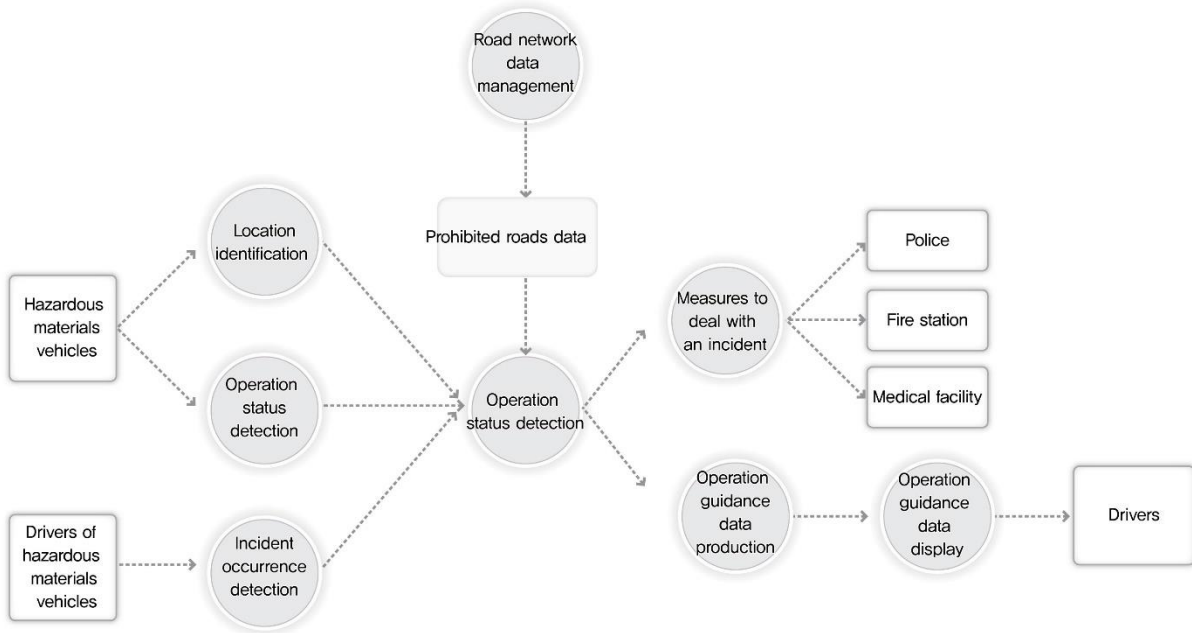 Road network
data
management
Location
identification
Prohibited roads data
Police
Hazardous
materials
vehicles
Measures to
deal with
an incident
Fire station
Operation
status
detection
Operation
status detection
Medical facility
Operation
guidance
data
production
Operation
guidance
data
display
Drivers
Drivers of
hazardous
materials
vehicles
Incident
occurrence
detection